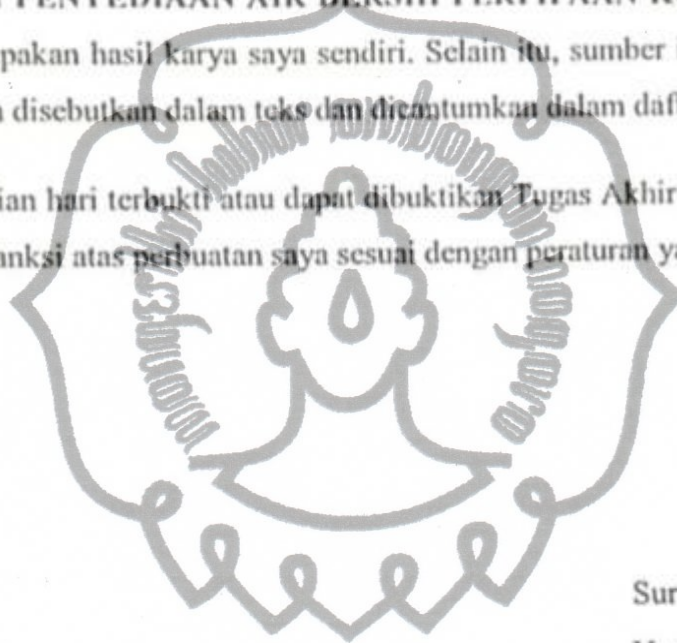 PENYEDIAAN AIR BERSIH PERPIPAAN
pakan hasil karya saya sendiri. Selain itu, sumber
disebutkan dalam teks dan dicantumkan dalam daf
ian hari terbukti atau dapat dibuktikan Tugas Akhir
anksi atas perbuatan saya sesuai dengan peraturan ya
Sur